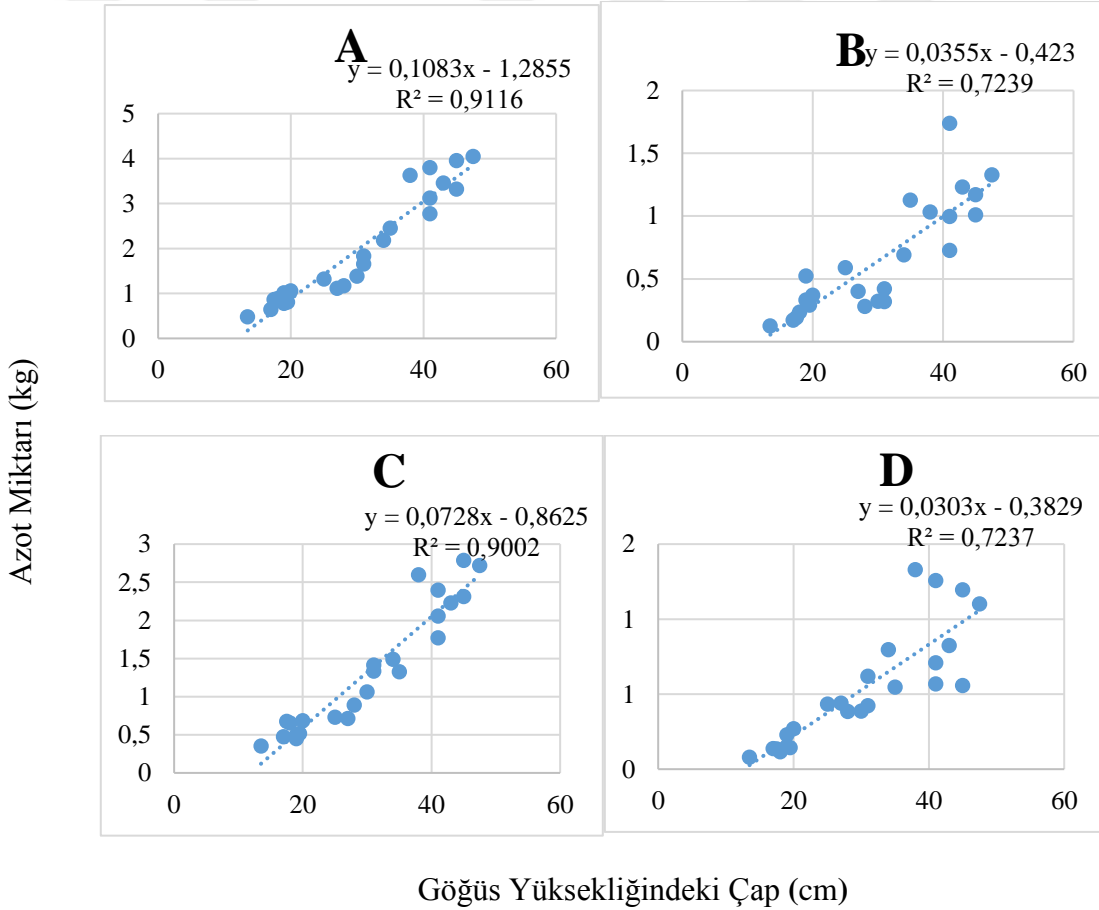 A
y = 0,1083x - 1,2855
R² = 0,9116
5
4
3
2
1
0
0 20 40 60
B
y = 0,0355x - 0,423
R² = 0,7239
2
1,5
1
0,5
0
0 20 40 60
Azot Miktarı (kg)
C
y = 0,0728x - 0,8625
R² = 0,9002
3
2,5
2
1,5
1
0,5
0
0 20 40 60
D
y = 0,0303x - 0,3829
R² = 0,7237
2
1
1
0
0 20 40 60
Göğüs Yüksekliğindeki Çap (cm)